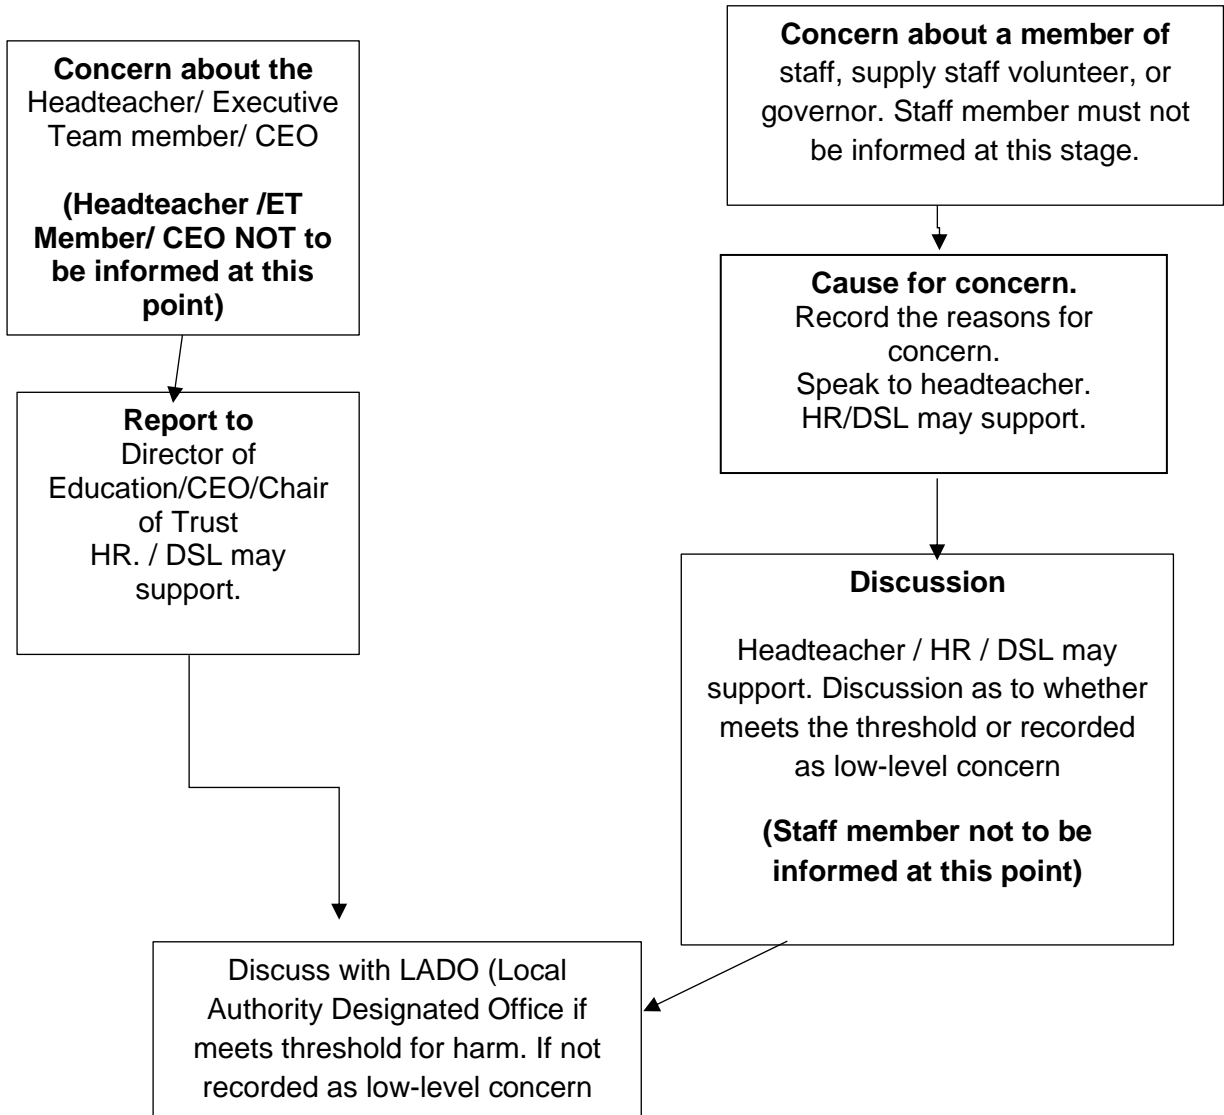 Concern about the
Headteacher/ Executive
Team member/ CEO
(Headteacher /ET
Member/ CEO NOT to
be informed at this
point)
Report to
Director of
Education/CEO/Chair
of Trust
HR. / DSL may
support.
Concern about a member of
staff, supply staff volunteer, or
governor. Staff member must not
be informed at this stage.
Cause for concern.
Record the reasons for
concern.
Speak to headteacher.
HR/DSL may support.
Discussion
Headteacher / HR / DSL may
support. Discussion as to whether
meets the threshold or recorded
as low-level concern
(Staff member not to be
informed at this point)
Discuss with LADO (Local
Authority Designated Office if
meets threshold for harm. If not
recorded as low-level concern